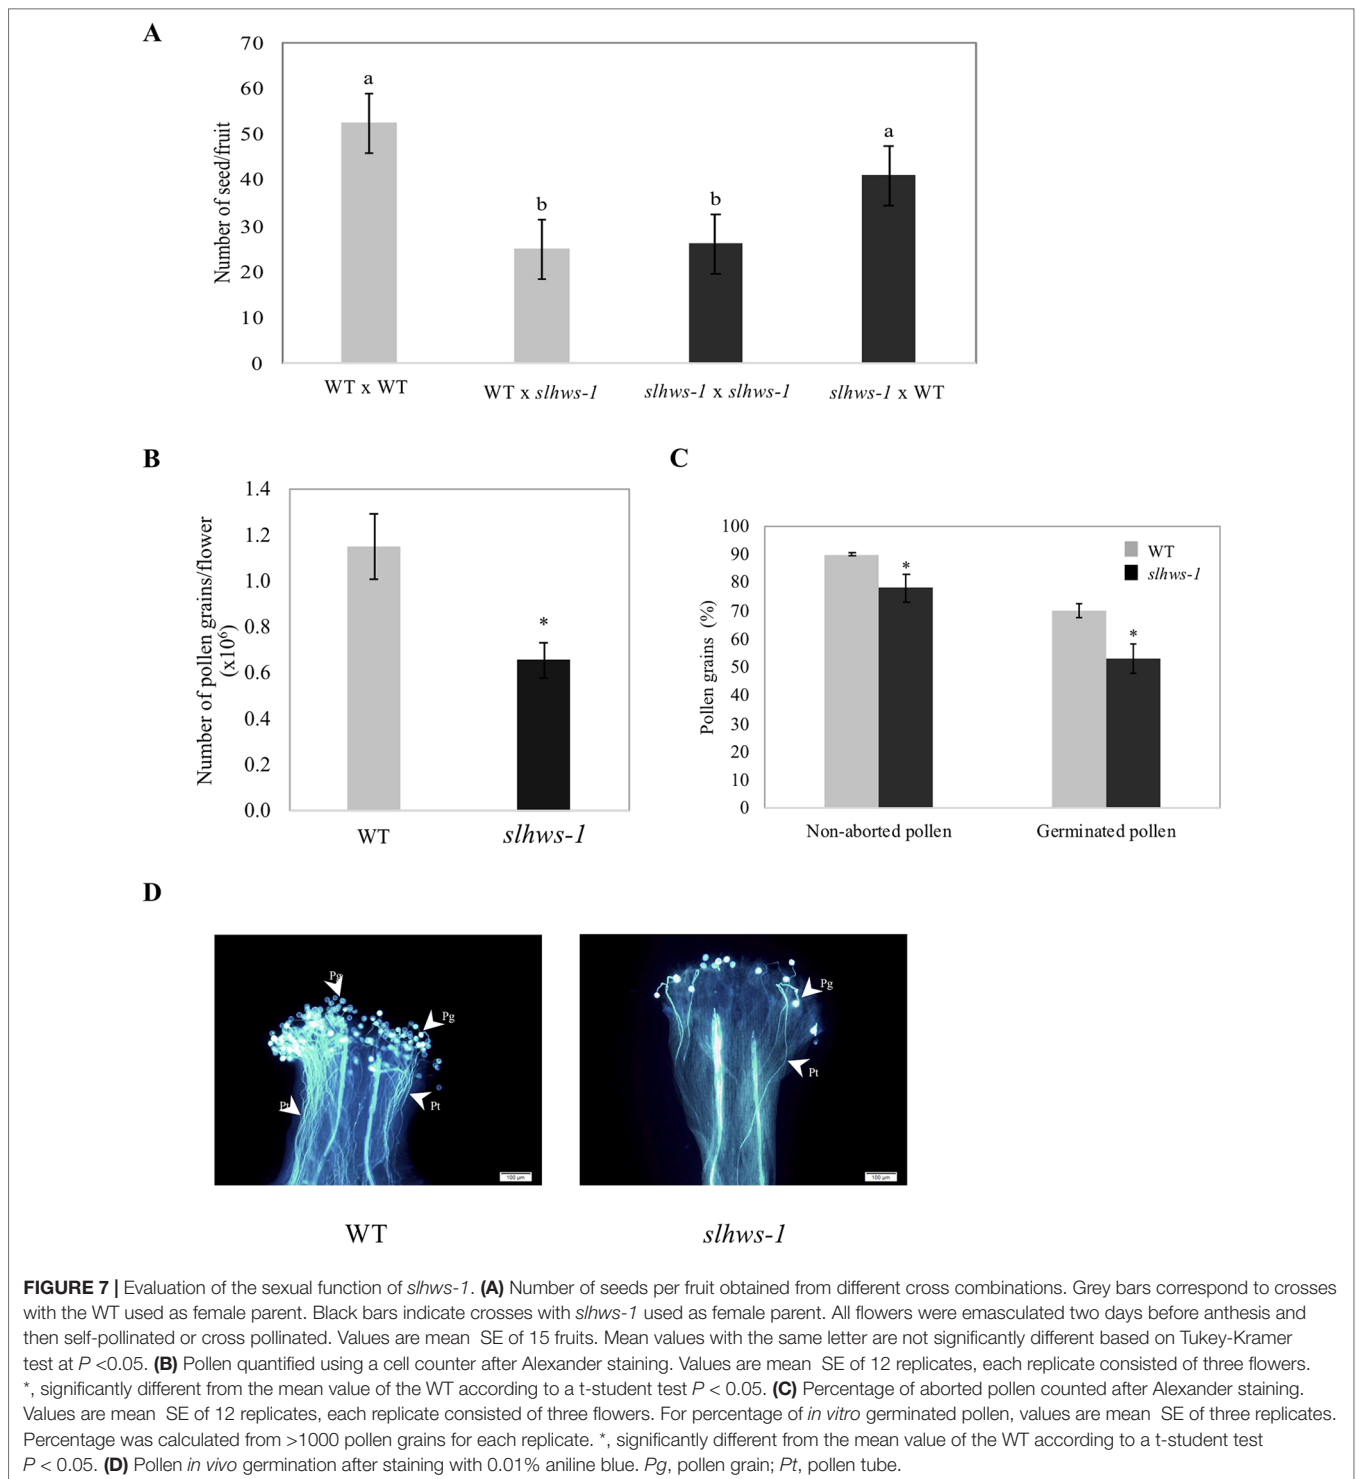 A
70
60
50
40
30
20
10
0
Number of seed/fruit
a
b
b
a
WT x WT
WT x slhws-1
slhws-1 x slhws-1
slhws-1 x WT
B
1.4
1.2
1.0
0.8
0.6
0.4
0.2
0.0
Number of pollen grains/flower
(x10⁶)
*
WT
slhws-1
C
100
90
80
70
60
50
40
30
20
10
0
Pollen grains (%)
WT
slhws-1
*
*
Non-aborted pollen
Germinated pollen
D
Pg
Pg
Pt
Pt
100 µm
Pg
Pt
100 µm
WT
slhws-1
FIGURE 7 | Evaluation of the sexual function of slhws-1. (A) Number of seeds per fruit obtained from different cross combinations. Grey bars correspond to crosses
with the WT used as female parent. Black bars indicate crosses with slhws-1 used as female parent. All flowers were emasculated two days before anthesis and
then self-pollinated or cross pollinated. Values are mean SE of 15 fruits. Mean values with the same letter are not significantly different based on Tukey-Kramer
test at P <0.05. (B) Pollen quantified using a cell counter after Alexander staining. Values are mean SE of 12 replicates, each replicate consisted of three flowers.
*, significantly different from the mean value of the WT according to a t-student test P < 0.05. (C) Percentage of aborted pollen counted after Alexander staining.
Values are mean SE of 12 replicates, each replicate consisted of three flowers. For percentage of in vitro germinated pollen, values are mean SE of three replicates.
Percentage was calculated from >1000 pollen grains for each replicate. *, significantly different from the mean value of the WT according to a t-student test
P < 0.05. (D) Pollen in vivo germination after staining with 0.01% aniline blue. Pg, pollen grain; Pt, pollen tube.